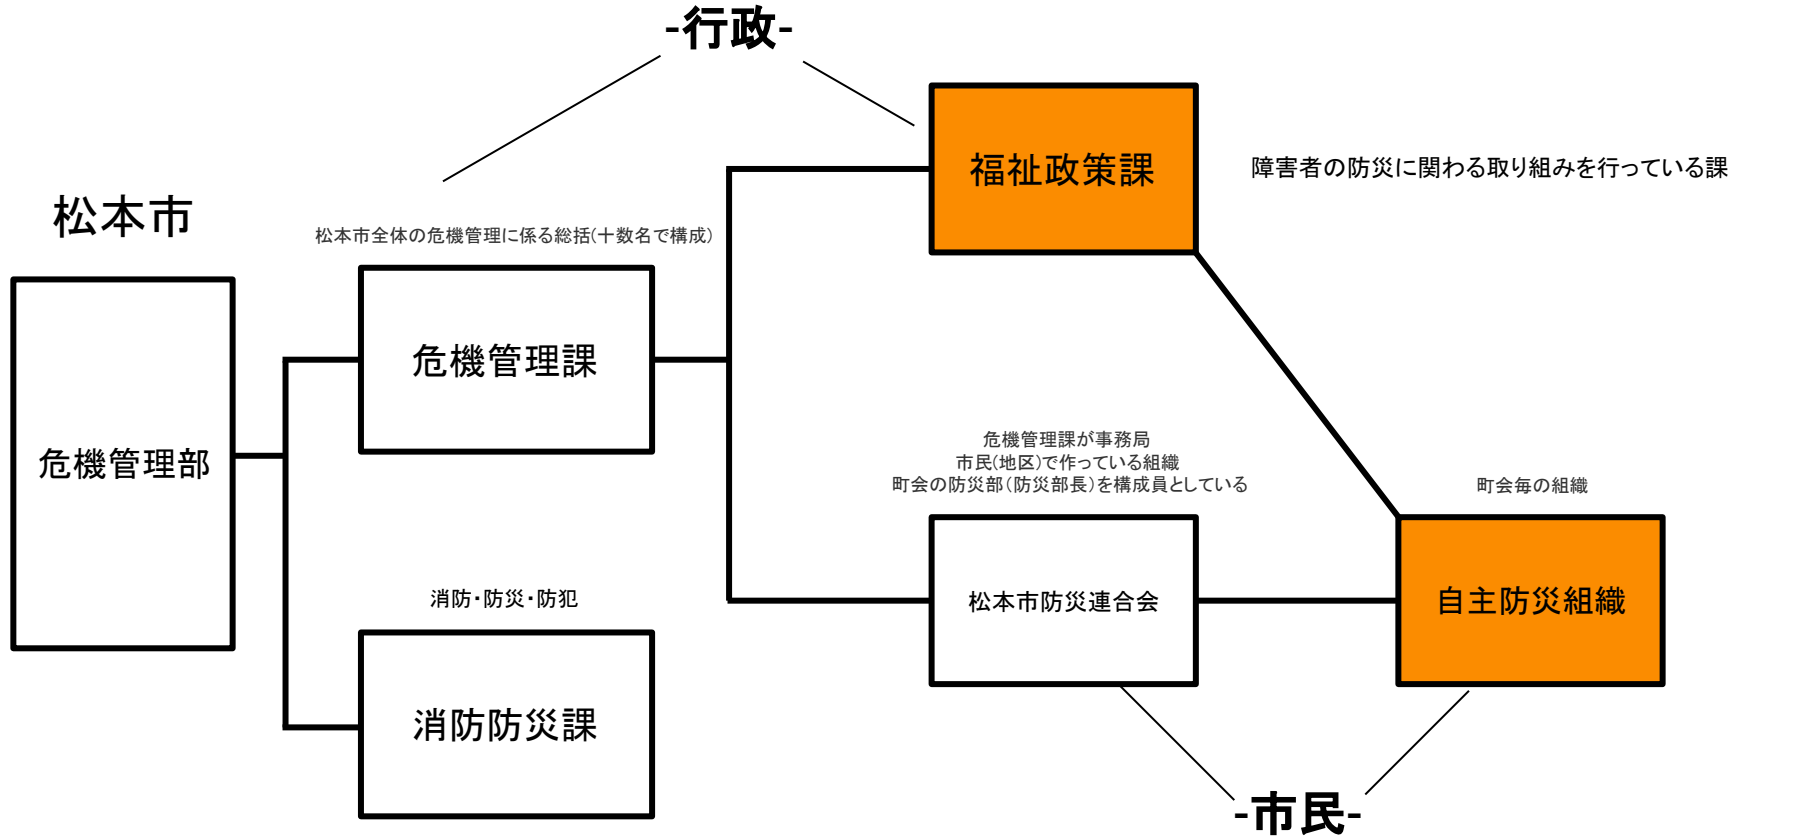 -行政-
福祉政策課
障害者の防災に関わる取り組みを行っている課
松本市
松本市全体の危機管理に係る総括(十数名で構成)
危機管理課
危機管理部
危機管理課が事務局
市民(地区)で作っている組織
町会の防災部(防災部長)を構成員としている
町会毎の組織
消防・防災・防犯
松本市防災連合会
自主防災組織
消防防災課
-市民-